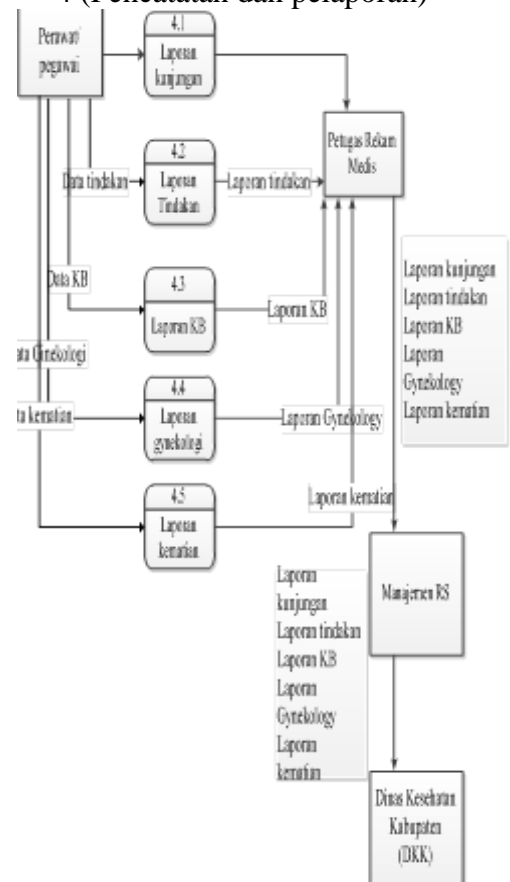 4 (Pencatatan dan pelaporan)
Perawat/
pegawai
4.1
Laporan
kunjungan
Petugas Rekam
Medis
4.2
Laporan
Tindakan
Data tindakan
Laporan tindakan
Laporan kunjungan
Laporan tindakan
Laporan KB
Laporan
Gynekology
Laporan kematian
Data KB
4.3
Laporan KB
Laporan KB
ata Ginekologi
4.4
Laporan
gynekologi
ta kematian
Laporan Gynekology
4.5
Laporan
kematian
Laporan kematian
Manajemen RS
Laporan
kunjungan
Laporan tindakan
Laporan KB
Laporan
Gynekology
Laporan
kematian
Dinas Kesehatan
Kabupaten
(DKK)